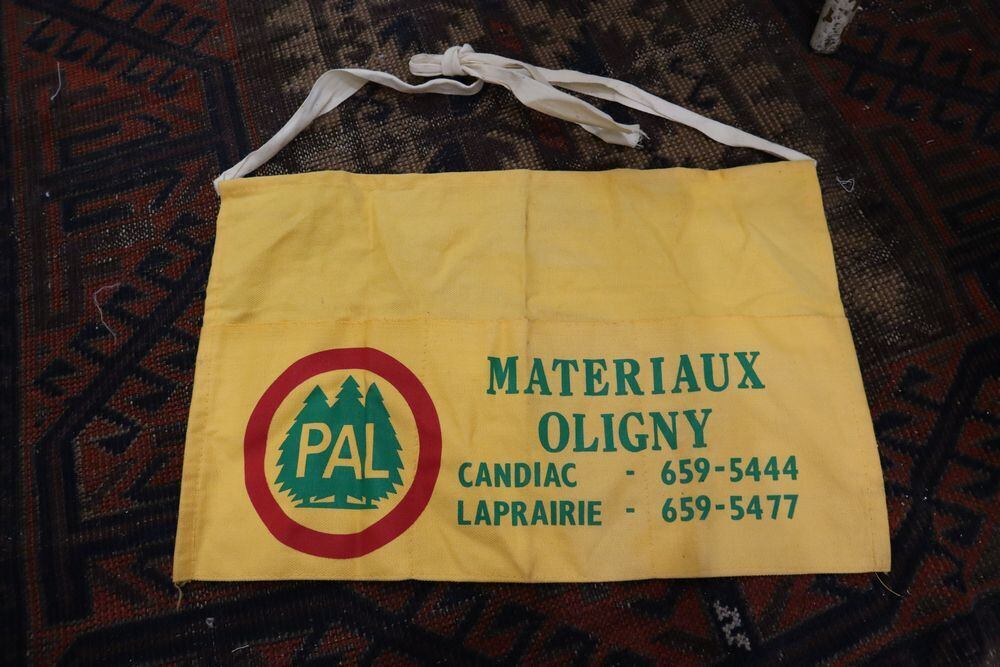 PAL
MATERIAUX
OLIGNY
CANDIAC - 659-5444
LAPRAIRIE - 659-5477